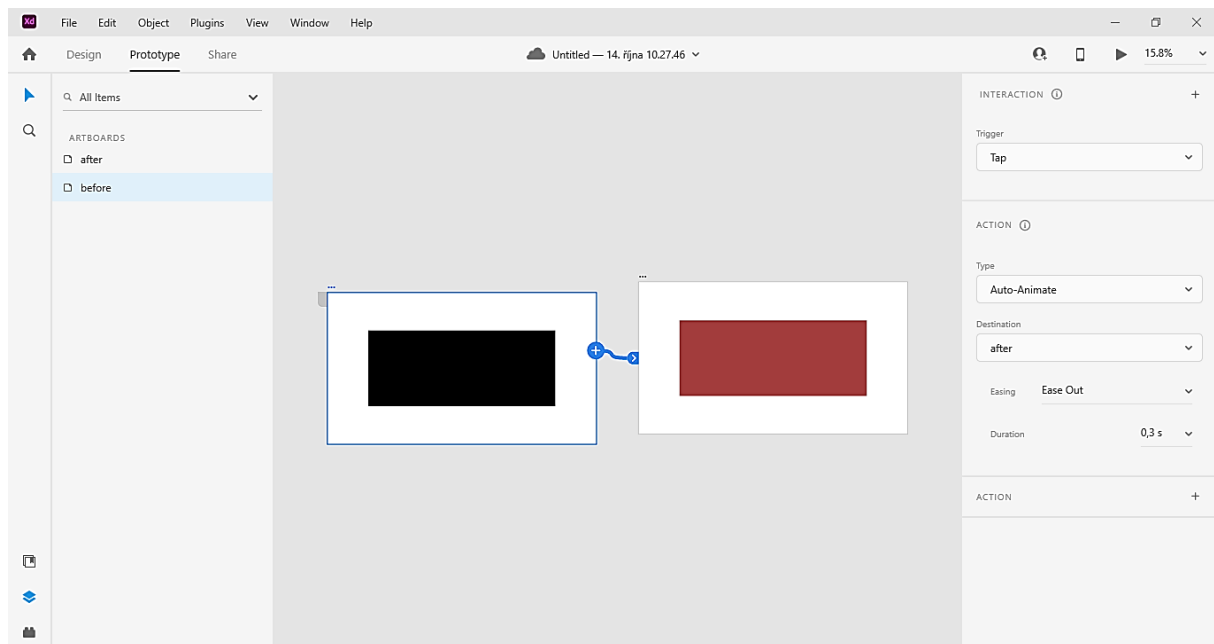 Xd File Edit Object Plugins View Window Help
Design Prototype Share
Untitled — 14. října 10.27.46
15.8%
All Items
ARTBOARDS
after
before
...
...
INTERACTION
Trigger
Tap
ACTION
Type
Auto-Animate
Destination
after
Easing Ease Out
Duration 0,3 s
ACTION